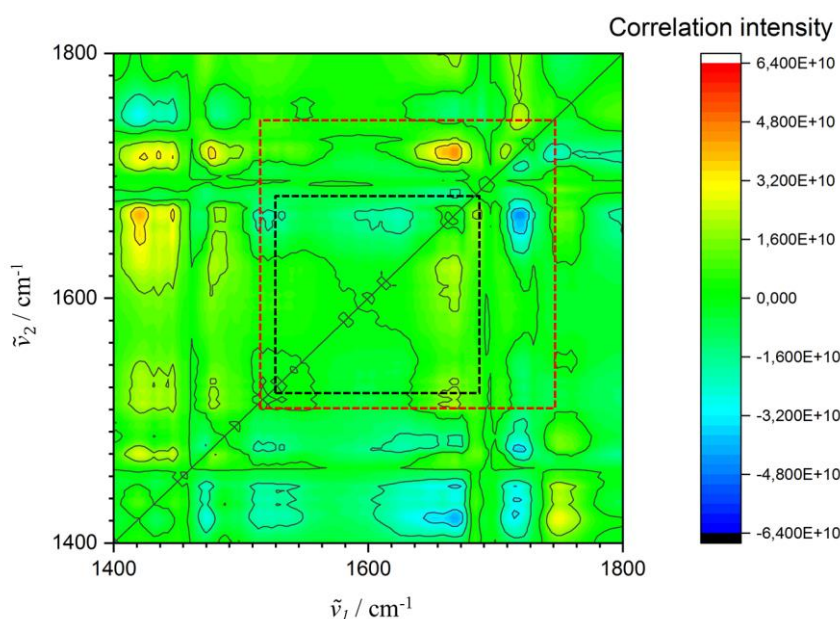 Correlation intensity
1800
1600
1400
ṽ₂ / cm⁻¹
1400
1600
1800
ṽ₁ / cm⁻¹
6,400E+10
4,800E+10
3,200E+10
1,600E+10
0,000
-1,600E+10
-3,200E+10
-4,800E+10
-6,400E+10